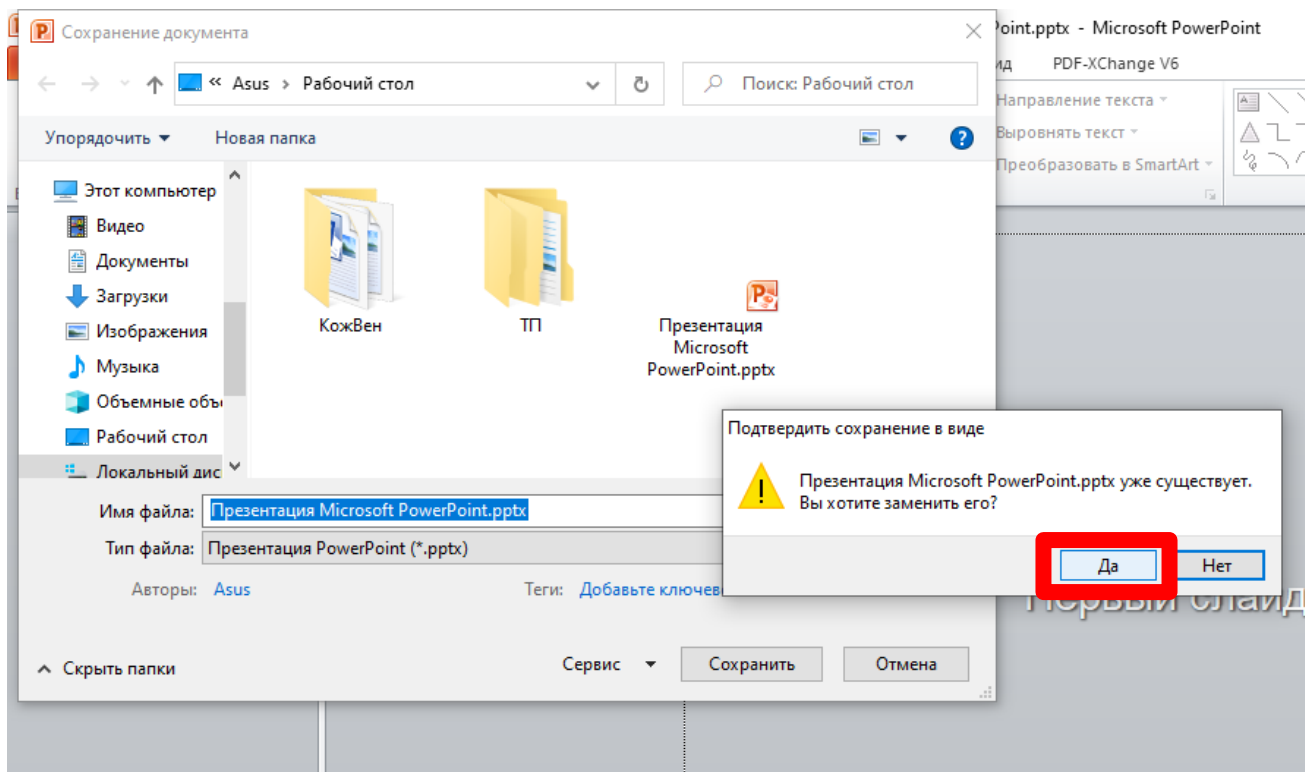 Сохранение документа
Point.pptx - Microsoft PowerPoint
ид PDF-XChange V6
« Asus › Рабочий стол
Поиск: Рабочий стол
Направление текста
Выровнять текст
Преобразовать в SmartArt
Упорядочить Новая папка
Этот компьютер
Видео
Документы
Загрузки
Изображения
Музыка
Объемные объ
Рабочий стол
Локальный дис
КожВен
ТП
Презентация
Microsoft
PowerPoint.pptx
Подтвердить сохранение в виде
Презентация Microsoft PowerPoint.pptx уже существует.
Вы хотите заменить его?
Да Нет
Имя файла: Презентация Microsoft PowerPoint.pptx
Тип файла: Презентация PowerPoint (*.pptx)
Авторы: Asus
Теги: Добавьте ключев
Первый слайд
Скрыть папки
Сервис Сохранить Отмена